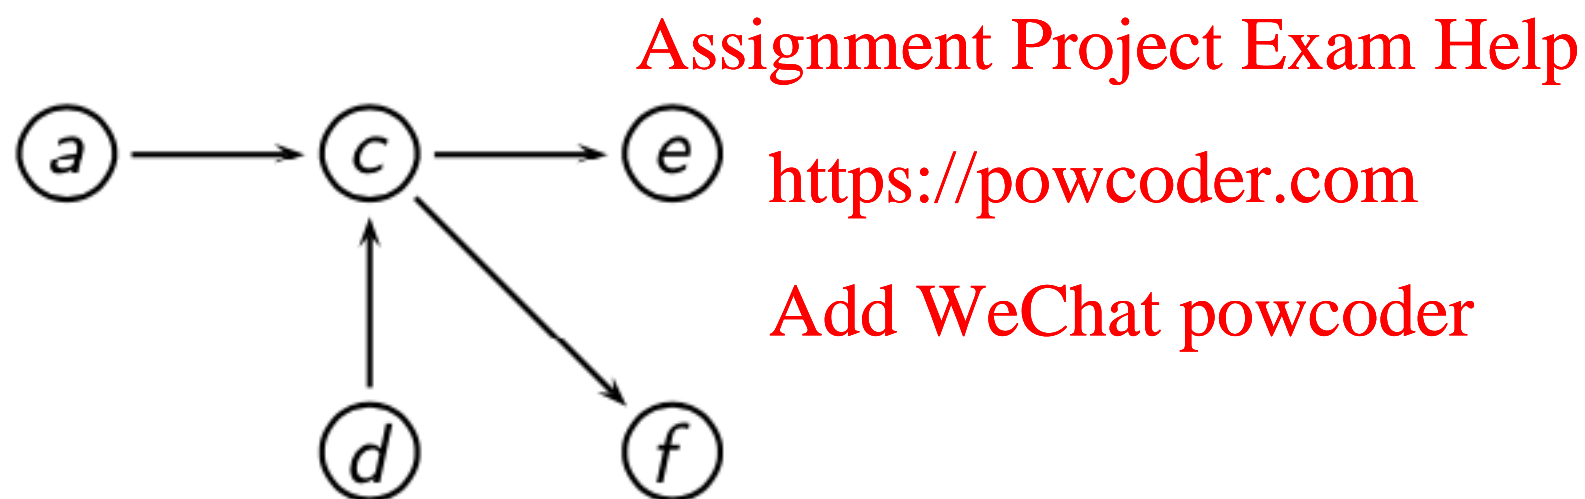 Assignment Project Exam Help
a c e
https://powcoder.com
Add WeChat powcoder
d f